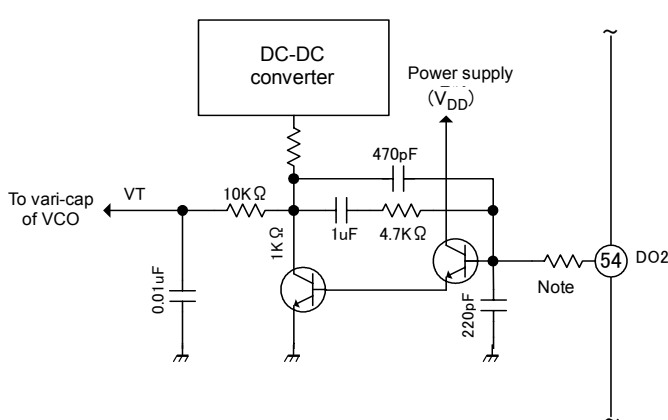 DC-DC
converter
Power supply
(V_DD)
470pF
To vari-cap
of VCO
VT
10KΩ
1uF
4.7KΩ
1KΩ
54
DO2
Note
0.01uF
220pF